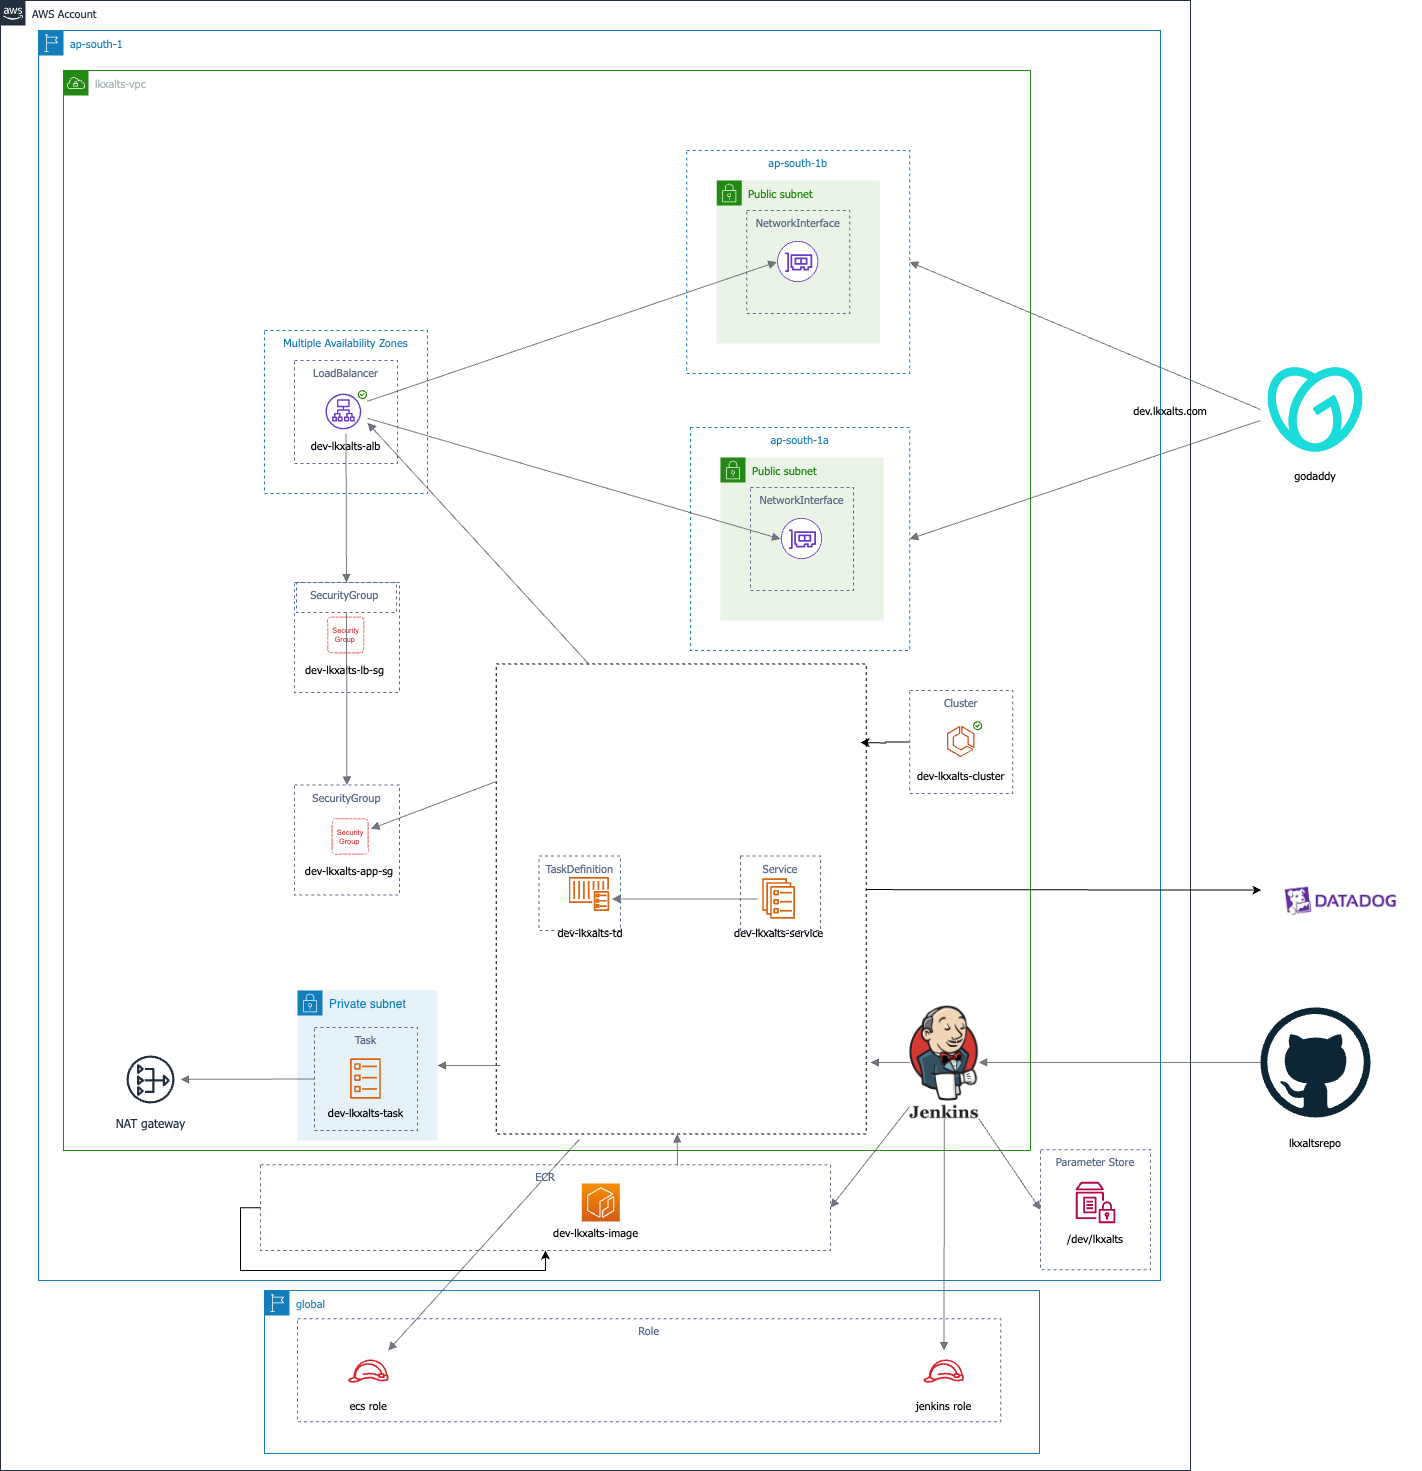 aws
AWS Account
ap-south-1
lkxalts-vpc
ap-south-1b
Public subnet
NetworkInterface
Multiple Availability Zones
LoadBalancer
dev-lkxalts-alb
dev.lkxalts.com
godaddy
ap-south-1a
Public subnet
NetworkInterface
SecurityGroup
Security
Group
dev-lkxalts-lb-sg
Cluster
dev-lkxalts-cluster
SecurityGroup
Security
Group
dev-lkxalts-app-sg
TaskDefinition
dev-lkxalts-td
Service
dev-lkxalts-service
DATADOG
Private subnet
Task
dev-lkxalts-task
NAT gateway
Jenkins
lkxaltsrepo
ECR
dev-lkxalts-image
Parameter Store
/dev/lkxalts
global
Role
ecs role
jenkins role